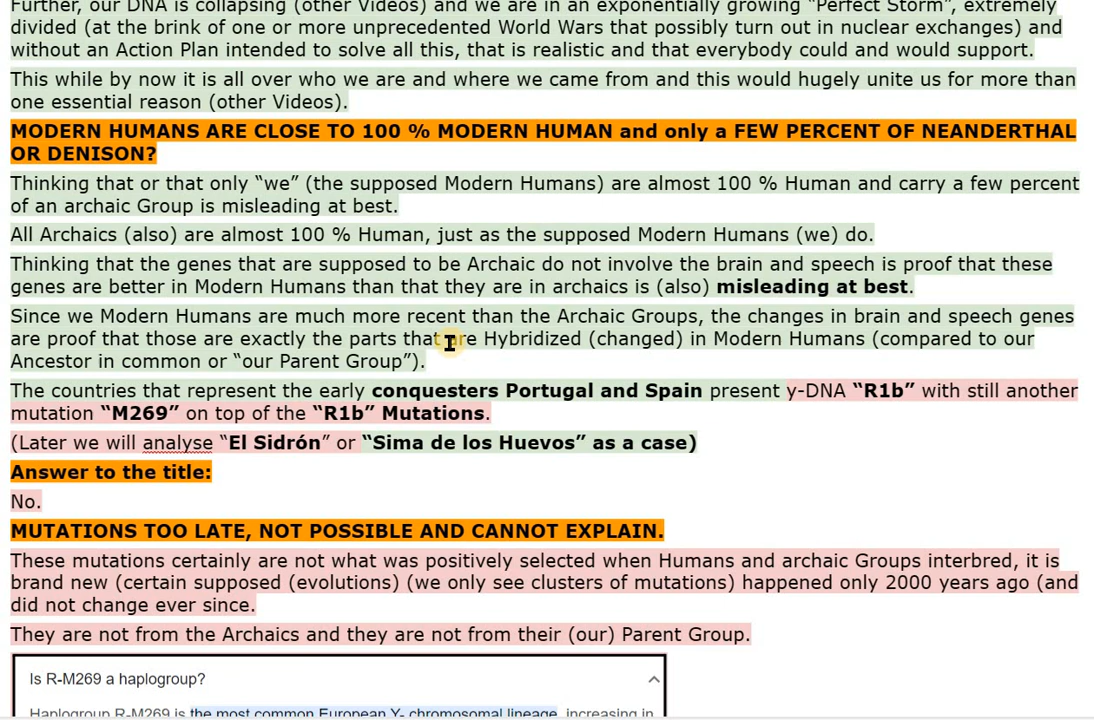 Further, our DNA is collapsing (other Videos) and we are in an exponentially growing “Perfect Storm”, extremely
divided (at the brink of one or more unprecedented World Wars that possibly turn out in nuclear exchanges) and
without an Action Plan intended to solve all this, that is realistic and that everybody could and would support.
This while by now it is all over who we are and where we came from and this would hugely unite us for more than
one essential reason (other Videos).
MODERN HUMANS ARE CLOSE TO 100 % MODERN HUMAN and only a FEW PERCENT OF NEANDERTHAL
OR DENISON?
Thinking that or that only “we” (the supposed Modern Humans) are almost 100 % Human and carry a few percent
of an archaic Group is misleading at best.
All Archaics (also) are almost 100 % Human, just as the supposed Modern Humans (we) do.
Thinking that the genes that are supposed to be Archaic do not involve the brain and speech is proof that these
genes are better in Modern Humans than that they are in archaics is (also) misleading at best.
Since we Modern Humans are much more recent than the Archaic Groups, the changes in brain and speech genes
are proof that those are exactly the parts that are Hybridized (changed) in Modern Humans (compared to our
Ancestor in common or “our Parent Group”).
The countries that represent the early conquesters Portugal and Spain present y-DNA “R1b” with still another
mutation “M269” on top of the “R1b” Mutations.
(Later we will analyse “El Sidrón” or “Sima de los Huevos” as a case)
Answer to the title:
No.
MUTATIONS TOO LATE, NOT POSSIBLE AND CANNOT EXPLAIN.
These mutations certainly are not what was positively selected when Humans and archaic Groups interbred, it is
brand new (certain supposed (evolutions) (we only see clusters of mutations) happened only 2000 years ago (and
did not change ever since.
They are not from the Archaics and they are not from their (our) Parent Group.
Is R-M269 a haplogroup?
Haplogroup R-M269 is the most common European Y- chromosomal lineage, increasing in